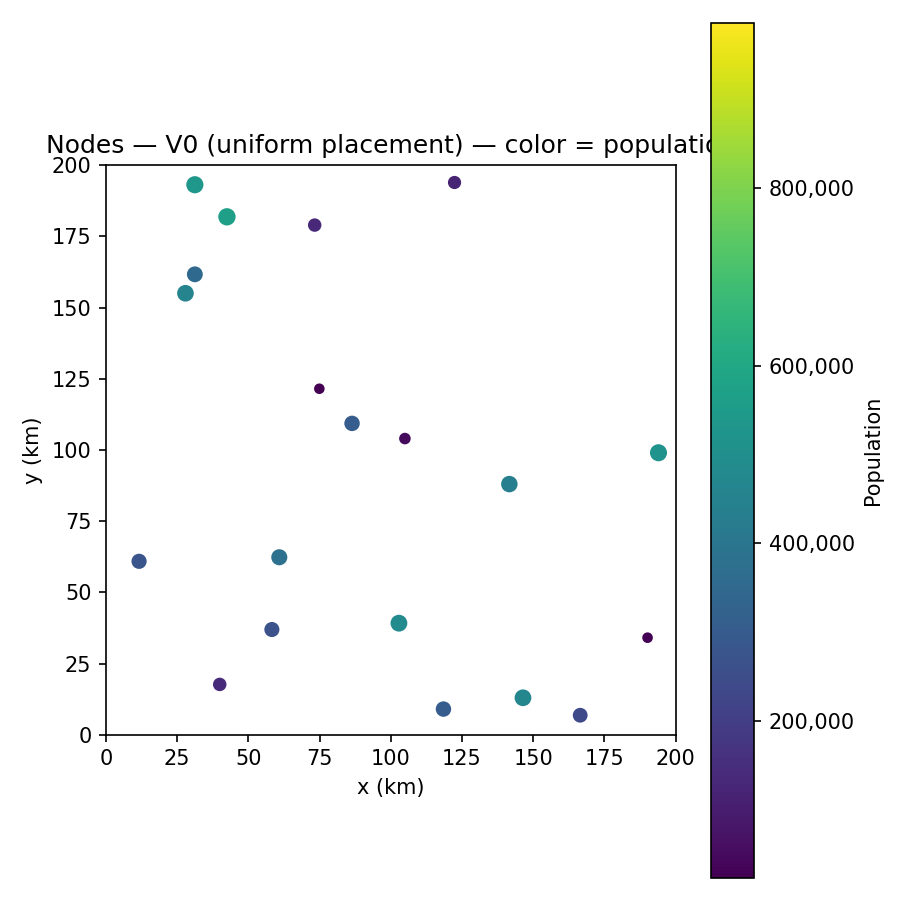 Nodes — V0 (uniform placement) — color = populatio
200
175
150
125
100
75
50
25
0
y (km)
0 25 50 75 100 125 150 175 200
x (km)
800,000
600,000
400,000
200,000
Population